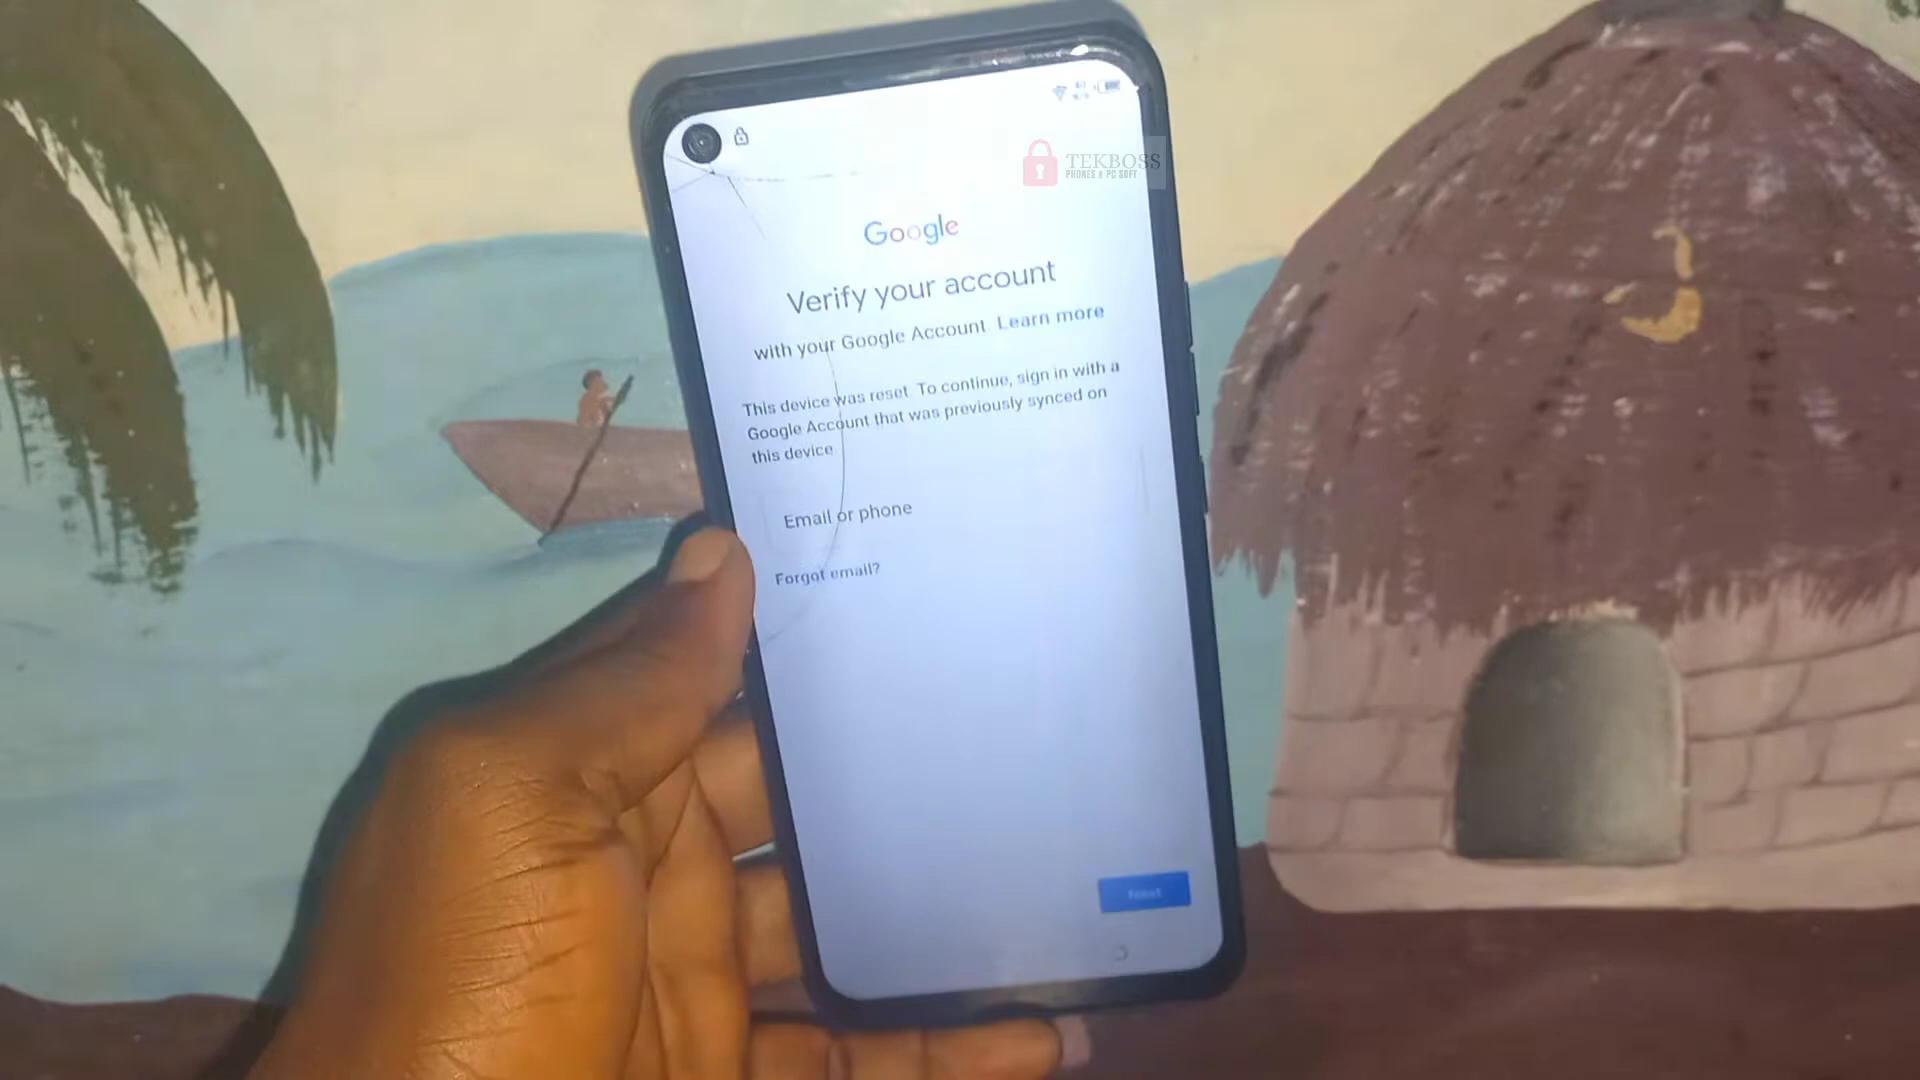 TEKBOSS
PHONES & PC SOFT
Google
Verify your account
with your Google Account. Learn more
This device was reset. To continue, sign in with a
Google Account that was previously synced on
this device
Email or phone
Forgot email?
Next